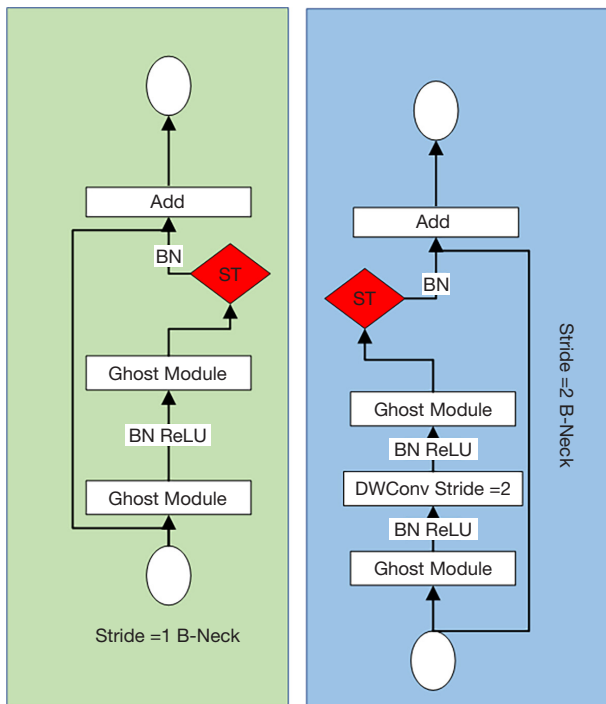 Add
BN
ST
Ghost Module
BN ReLU
Ghost Module
Stride =1 B-Neck
Add
BN
ST
Ghost Module
BN ReLU
DWConv Stride =2
BN ReLU
Ghost Module
Stride =2 B-Neck